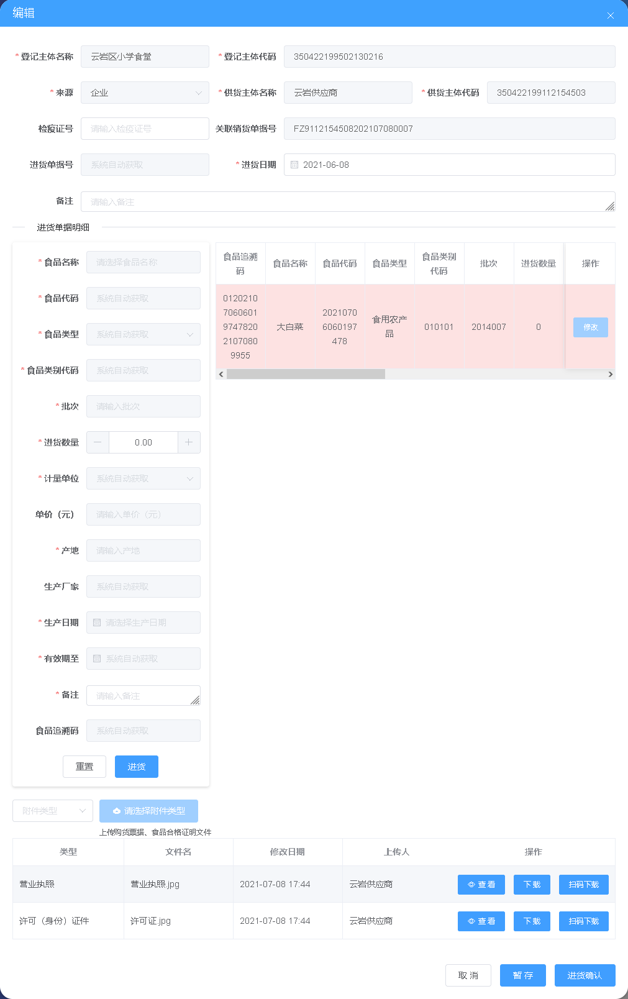 编辑
*登记主体名称 云岩区小学食堂 *登记主体代码 350422199502130216
*来源 企业 *供货主体名称 云岩供应商 *供货主体代码 350422199112154503
检疫证号 请输入检疫证号 关联销货单据号 FZ9112154508202107080007
进货单据号 系统自动获取 *进货日期 2021-06-08
备注 请输入备注
进货单据明细
*食品名称 请选择食品名称
*食品代码 系统自动获取
*食品类型 系统自动获取
*食品类别代码 系统自动获取
*批次 请输入批次
*进货数量 0.00
*计量单位 系统自动获取
单价（元） 请输入单价（元）
*产地 请输入产地
生产厂家 系统自动获取
*生产日期 请选择生产日期
*有效期至 系统自动获取
*备注 请输入备注
食品追溯码 系统自动获取
重置 进货
食品追溯
码
食品名称 食品代码 食品类型
食品类别
代码
批次 进货数量 操作
0120210
7060601
9747820
2107080
9955
大白菜
2021070
6060197
478
食用农产
品
010101 2014007 0 修改
附件类型 请选择附件类型
上传购货票据、食品合格证明文件
类型 文件名 修改日期 上传人 操作
营业执照 营业执照.jpg 2021-07-08 17:44 云岩供应商 查看 下载 扫码下载
许可（身份）证件 许可证.jpg 2021-07-08 17:44 云岩供应商 查看 下载 扫码下载
取消 暂存 进货确认